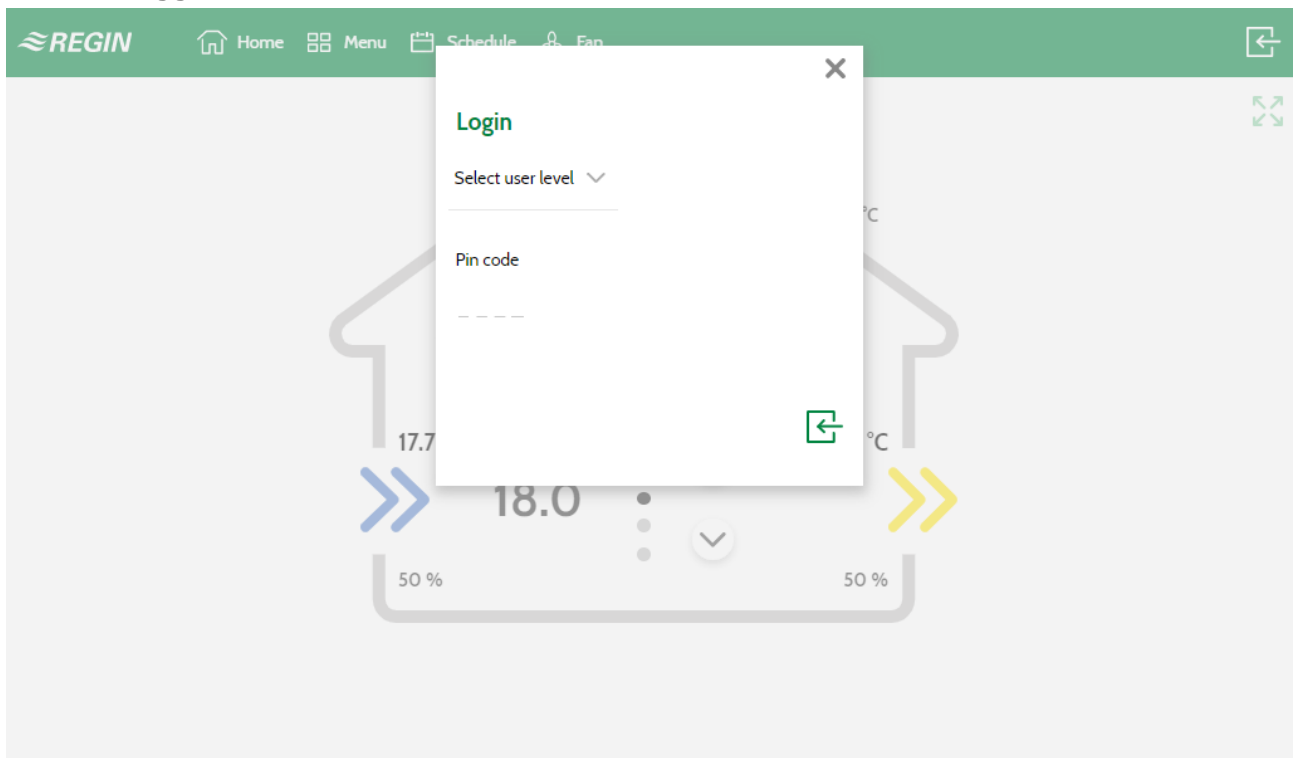 REGIN Home Menu Schedule Fan
Login
Select user level
°C
Pin code
17.7
°C
18.0
50 %
50 %